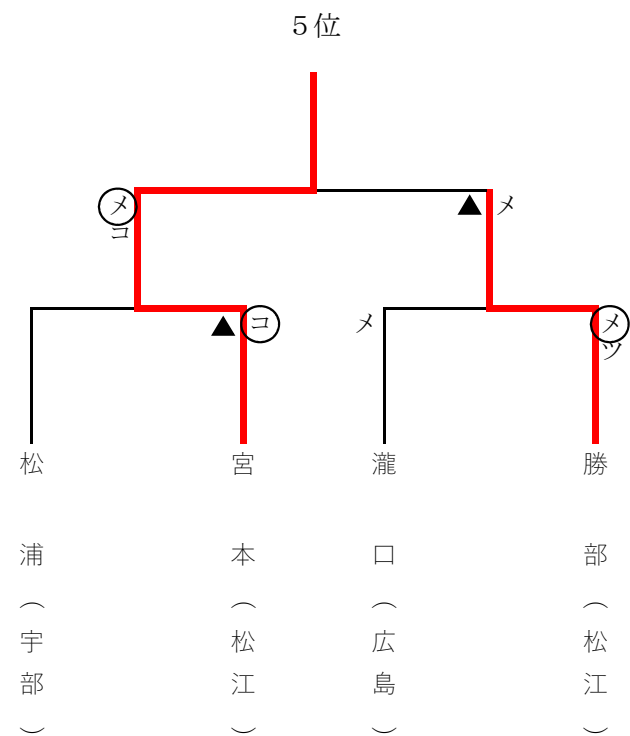 ５位
メ
コ
▲
メ
▲
コ
メ
メ
ツ
松浦（宇部）
宮本（松江）
瀧口（広島）
勝部（松江）